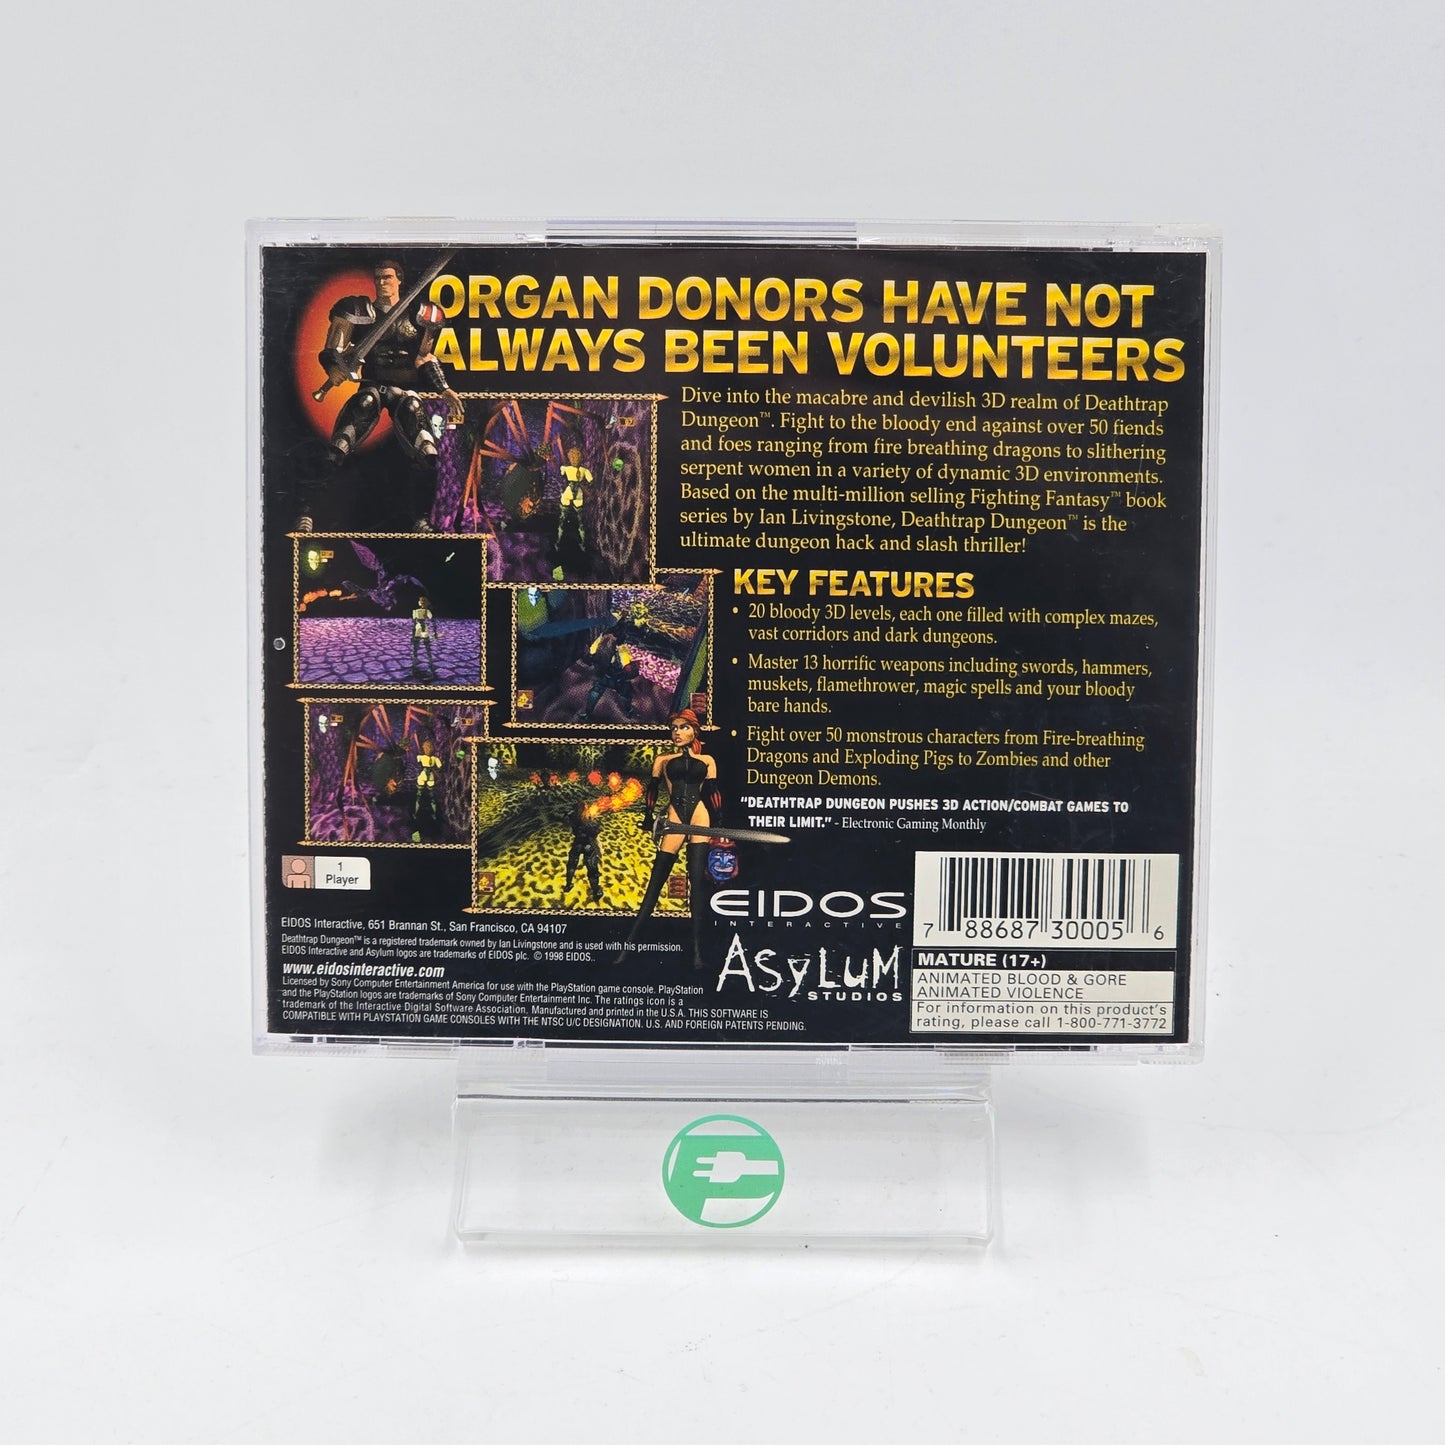 ORGAN DONORS HAVE NOT
ALWAYS BEEN VOLUNTEERS
Dive into the macabre and devilish 3D realm of Deathtrap
Dungeon™. Fight to the bloody end against over 50 fiends
and foes ranging from fire breathing dragons to slithering
serpent women in a variety of dynamic 3D environments.
Based on the multi-million selling Fighting Fantasy™ book
series by Ian Livingstone, Deathtrap Dungeon™ is the
ultimate dungeon hack and slash thriller!
KEY FEATURES
• 20 bloody 3D levels, each one filled with complex mazes,
vast corridors and dark dungeons.
• Master 13 horrific weapons including swords, hammers,
muskets, flamethrower, magic spells and your bloody
bare hands.
• Fight over 50 monstrous characters from Fire-breathing
Dragons and Exploding Pigs to Zombies and other
Dungeon Demons.
"DEATHTRAP DUNGEON PUSHES 3D ACTION/COMBAT GAMES TO
THEIR LIMIT." - Electronic Gaming Monthly
1
Player
EIDOS Interactive, 651 Brannan St., San Francisco, CA 94107
Deathtrap Dungeon™ is a registered trademark owned by Ian Livingstone and is used with his permission.
EIDOS Interactive and Asylum logos are trademarks of EIDOS plc. © 1998 EIDOS..
www.eidosinteractive.com
Licensed by Sony Computer Entertainment America for use with the PlayStation game console. PlayStation
and the PlayStation logos are trademarks of Sony Computer Entertainment Inc. The ratings icon is a
trademark of the Interactive Digital Software Association. Manufactured and printed in the U.S.A. THIS SOFTWARE IS
COMPATIBLE WITH PLAYSTATION GAME CONSOLES WITH THE NTSC U/C DESIGNATION. U.S. AND FOREIGN PATENTS PENDING.
EIDOS
INTERACTIVE
ASyLuM
STUDIOS
7 88687 30005 6
MATURE (17+)
ANIMATED BLOOD & GORE
ANIMATED VIOLENCE
For information on this product's
rating, please call 1-800-771-3772